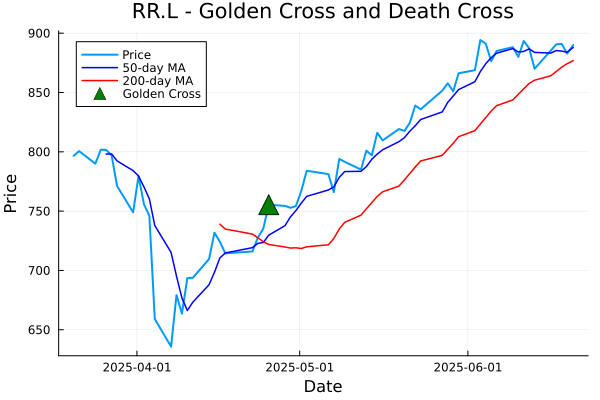 RR.L - Golden Cross and Death Cross
900
850
800
750
700
650
Price
Price
50-day MA
200-day MA
Golden Cross
2025-04-01
2025-05-01
2025-06-01
Date